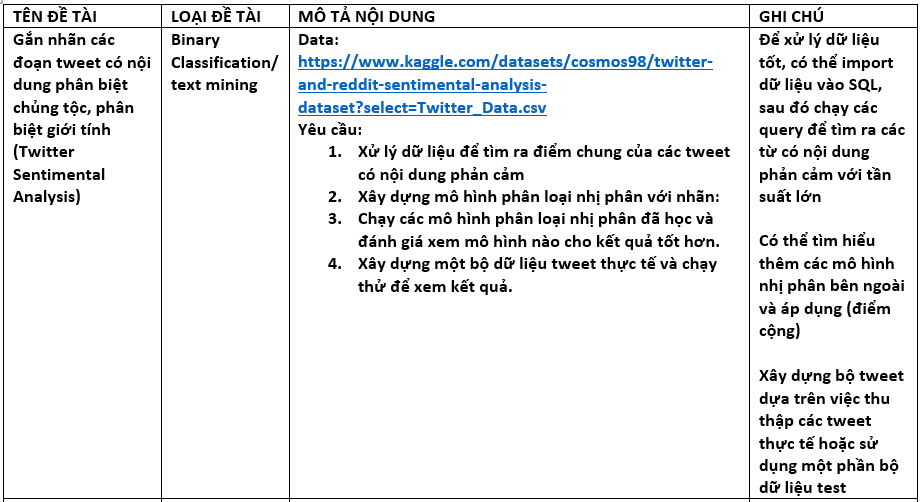 TÊN ĐỀ TÀI
LOẠI ĐỀ TÀI
MÔ TẢ NỘI DUNG
GHI CHÚ
Gắn nhãn các
đoạn tweet có nội
dung phân biệt
chủng tộc, phân
biệt giới tính
(Twitter
Sentimental
Analysis)
Binary
Classification/
text mining
Data:
https://www.kaggle.com/datasets/cosmos98/twitter-
and-reddit-sentimental-analysis-
dataset?select=Twitter_Data.csv
Yêu cầu:
1. Xử lý dữ liệu để tìm ra điểm chung của các tweet
có nội dung phản cảm
2. Xây dựng mô hình phân loại nhị phân với nhãn:
3. Chạy các mô hình phân loại nhị phân đã học và
đánh giá xem mô hình nào cho kết quả tốt hơn.
4. Xây dựng một bộ dữ liệu tweet thực tế và chạy
thử để xem kết quả.
Để xử lý dữ liệu
tốt, có thể import
dữ liệu vào SQL,
sau đó chạy các
query để tìm ra các
từ có nội dung
phản cảm với tần
suất lớn
Có thể tìm hiểu
thêm các mô hình
nhị phân bên ngoài
và áp dụng (điểm
cộng)
Xây dựng bộ tweet
dựa trên việc thu
thập các tweet
thực tế hoặc sử
dụng một phần bộ
dữ liệu test